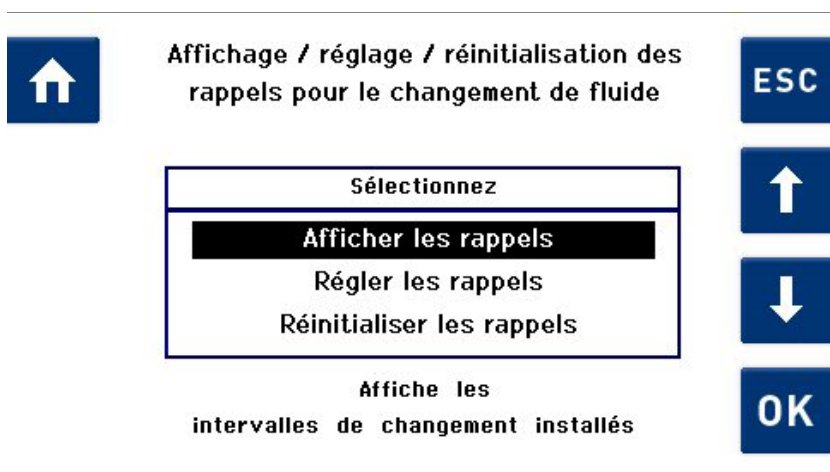 Affichage / réglage / réinitialisation des
rappels pour le changement de fluide
ESC
Sélectionnez
Afficher les rappels
Régler les rappels
Réinitialiser les rappels
Affiche les
intervalles de changement installés
OK